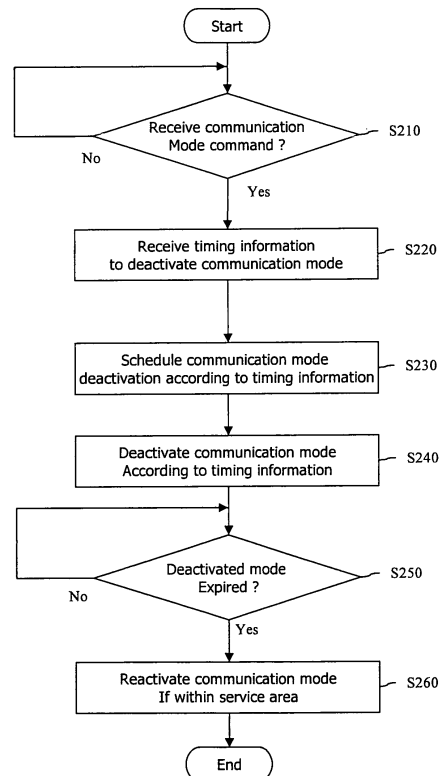 Start
Receive communication
Mode command ?
S210
No
Yes
Receive timing information
to deactivate communication mode
S220
Schedule communication mode
deactivation according to timing information
S230
Deactivate communication mode
According to timing information
S240
Deactivated mode
Expired ?
S250
No
Yes
Reactivate communication mode
If within service area
S260
End